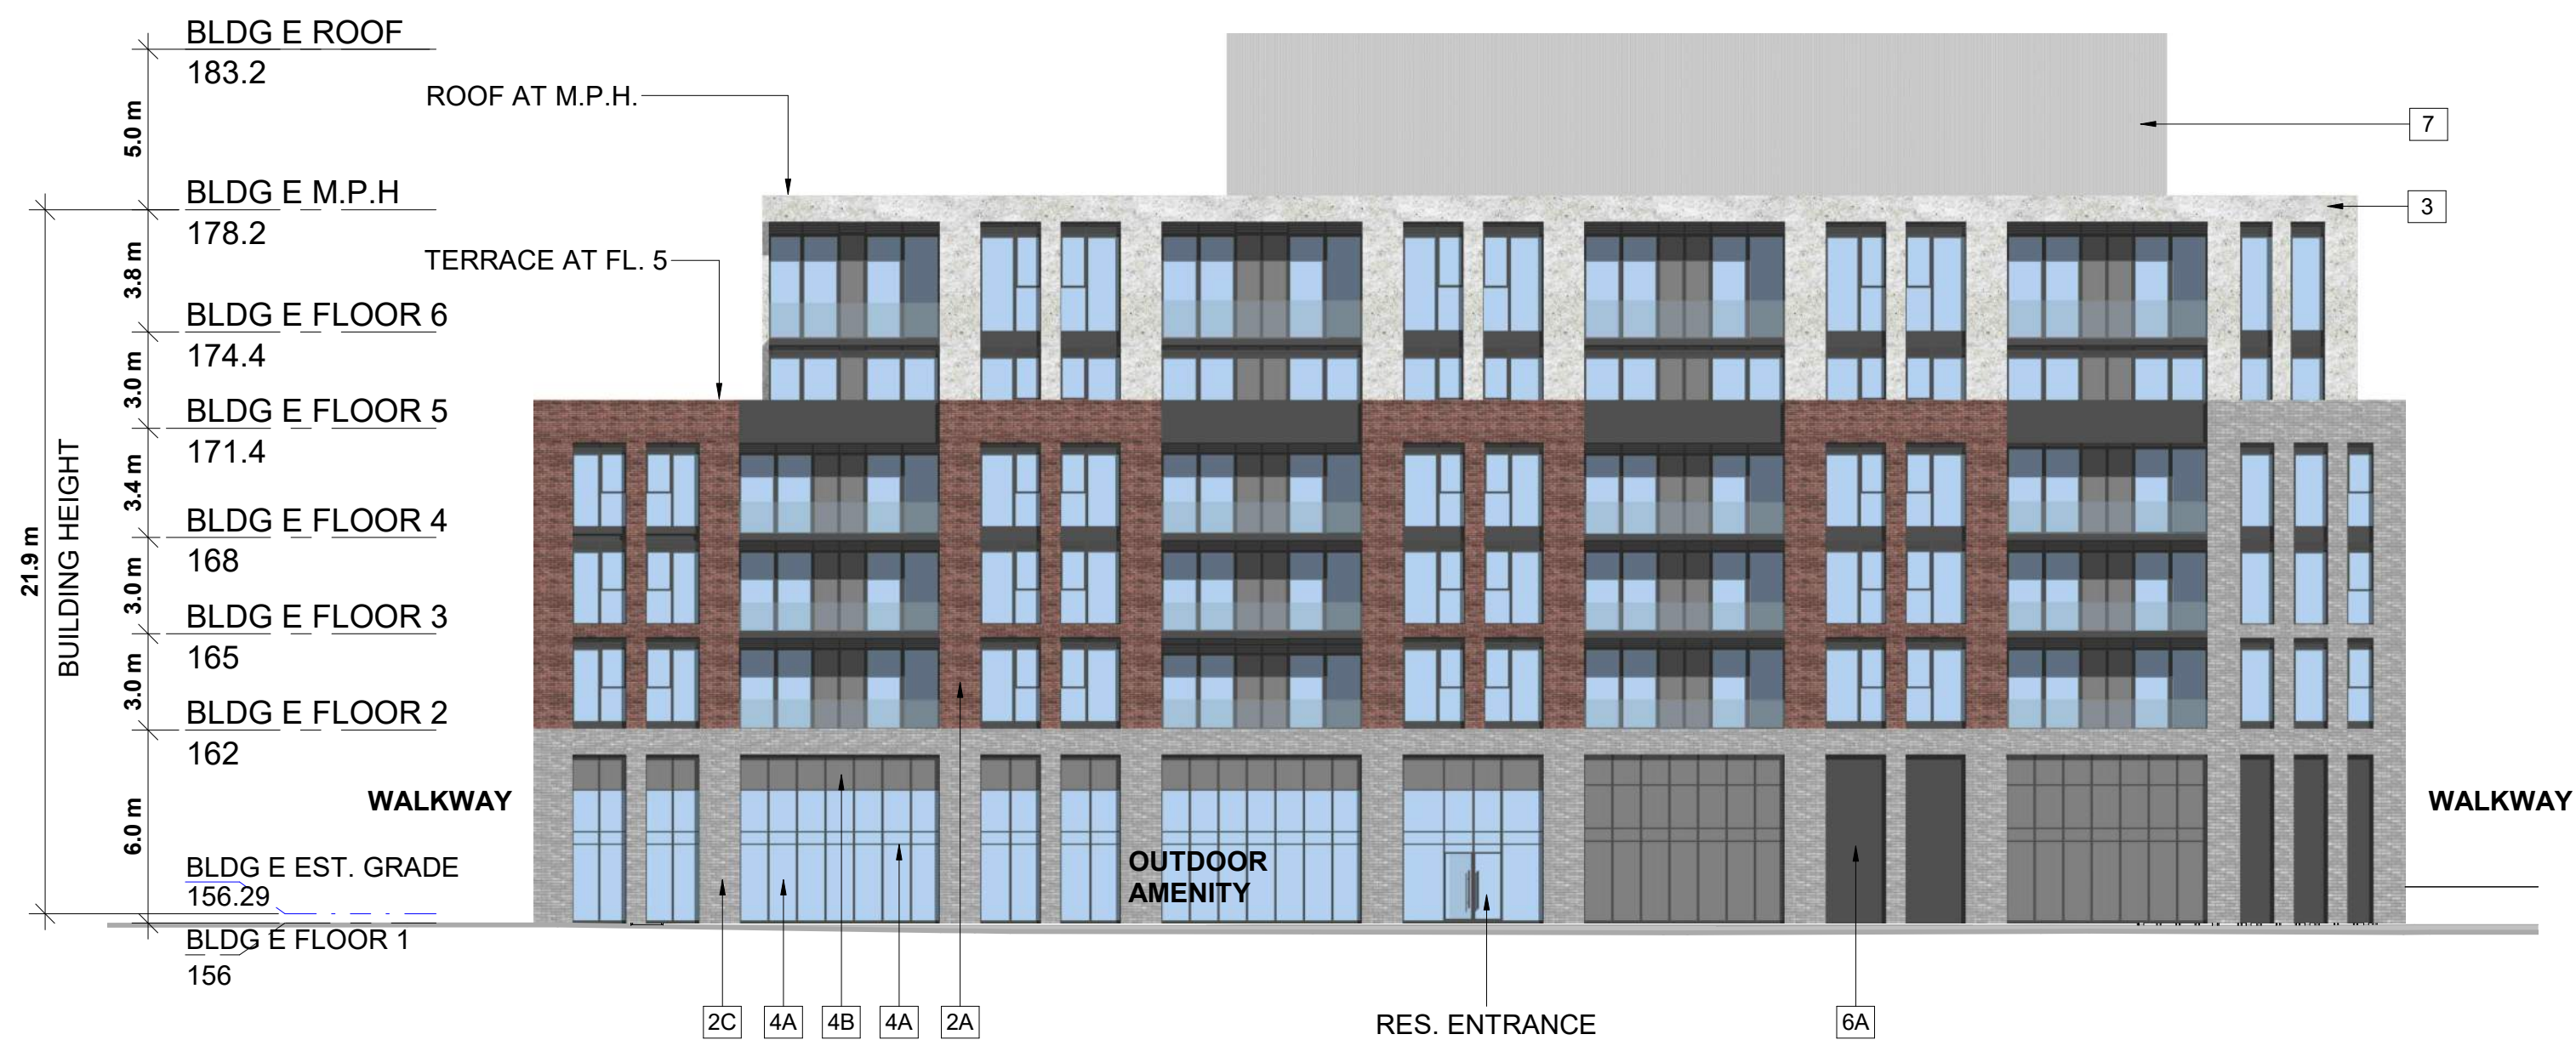 BLDG E ROOF
183.2
5.0 m
ROOF AT M.P.H.
7
BLDG E M.P.H
178.2
3
3.8 m
TERRACE AT FL. 5
BLDG E FLOOR 6
174.4
3.0 m
BLDG E FLOOR 5
171.4
3.4 m
BLDG E FLOOR 4
168
21.9 m
BUILDING HEIGHT
3.0 m
BLDG E FLOOR 3
165
3.0 m
BLDG E FLOOR 2
162
6.0 m
WALKWAY
WALKWAY
OUTDOOR
AMENITY
BLDG E EST. GRADE
156.29
BLDG E FLOOR 1
156
2C
4A
4B
4A
2A
RES. ENTRANCE
6A